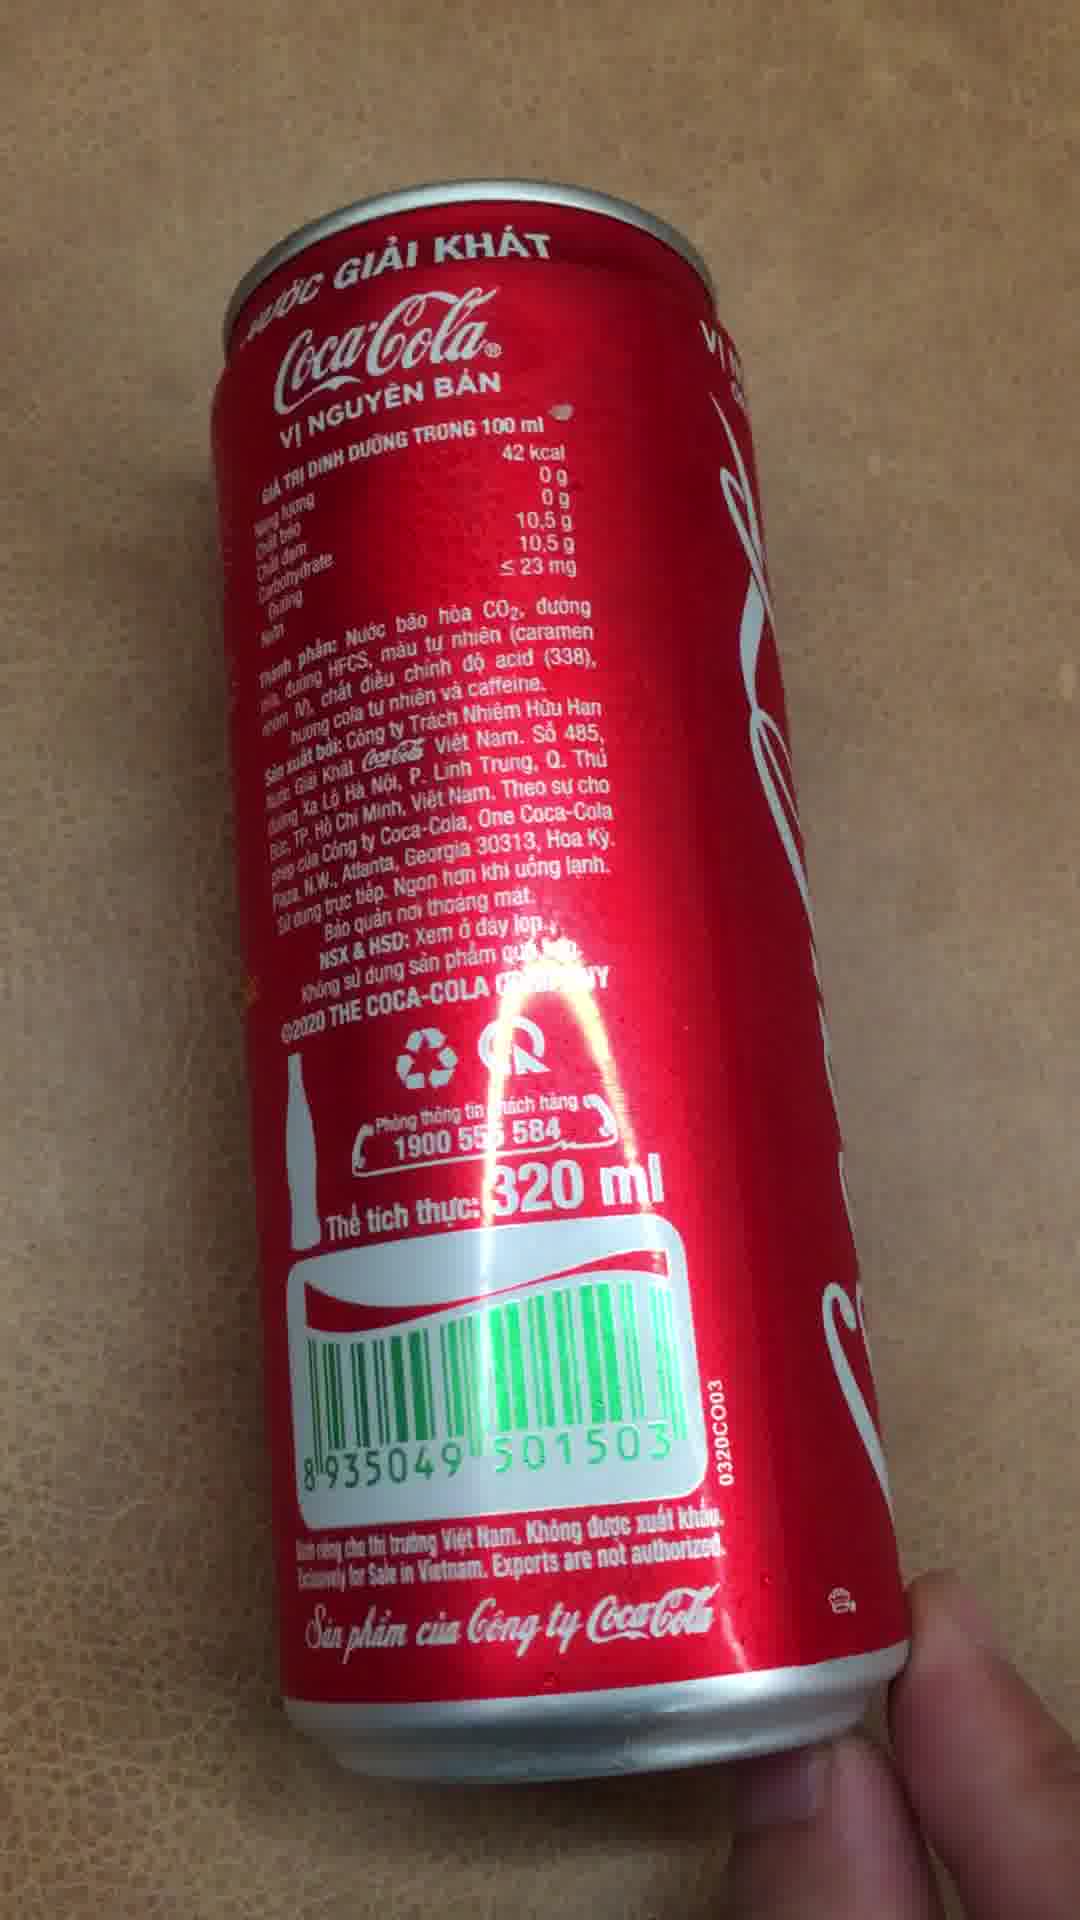 NƯỚC GIẢI KHÁT
Coca-Cola®
VỊ NGUYÊN BẢN
GIÁ TRỊ DINH DƯỠNG TRONG 100 ml
Năng lượng 42 kcal
Chất béo 0 g
Chất đạm 0 g
Carbohydrate 10,5 g
Đường 10,5 g
Natri ≤ 23 mg
Thành phần: Nước bão hòa CO₂, đường
mía, đường HFCS, màu tự nhiên (caramen
nhóm IV), chất điều chỉnh độ acid (338),
hương cola tự nhiên và caffeine.
Sản xuất bởi: Công ty Trách Nhiệm Hữu Hạn
Nước Giải Khát Coca-Cola Việt Nam. Số 485,
đường Xa Lộ Hà Nội, P. Linh Trung, Q. Thủ
Đức, TP. Hồ Chí Minh, Việt Nam. Theo sự cho
phép của Công ty Coca-Cola, One Coca-Cola
Plaza, N.W., Atlanta, Georgia 30313, Hoa Kỳ.
Sử dụng trực tiếp. Ngon hơn khi uống lạnh.
Bảo quản nơi thoáng mát.
NSX & HSD: Xem ở đáy lon.
Không sử dụng sản phẩm quá hạn.
©2020 THE COCA-COLA COMPANY
Phòng thông tin khách hàng
1900 555 584
Thể tích thực: 320 ml
8 935049 501503
0320CO03
Dành riêng cho thị trường Việt Nam. Không được xuất khẩu.
Exclusively for Sale in Vietnam. Exports are not authorized.
Sản phẩm của Công ty Coca-Cola
VỊ